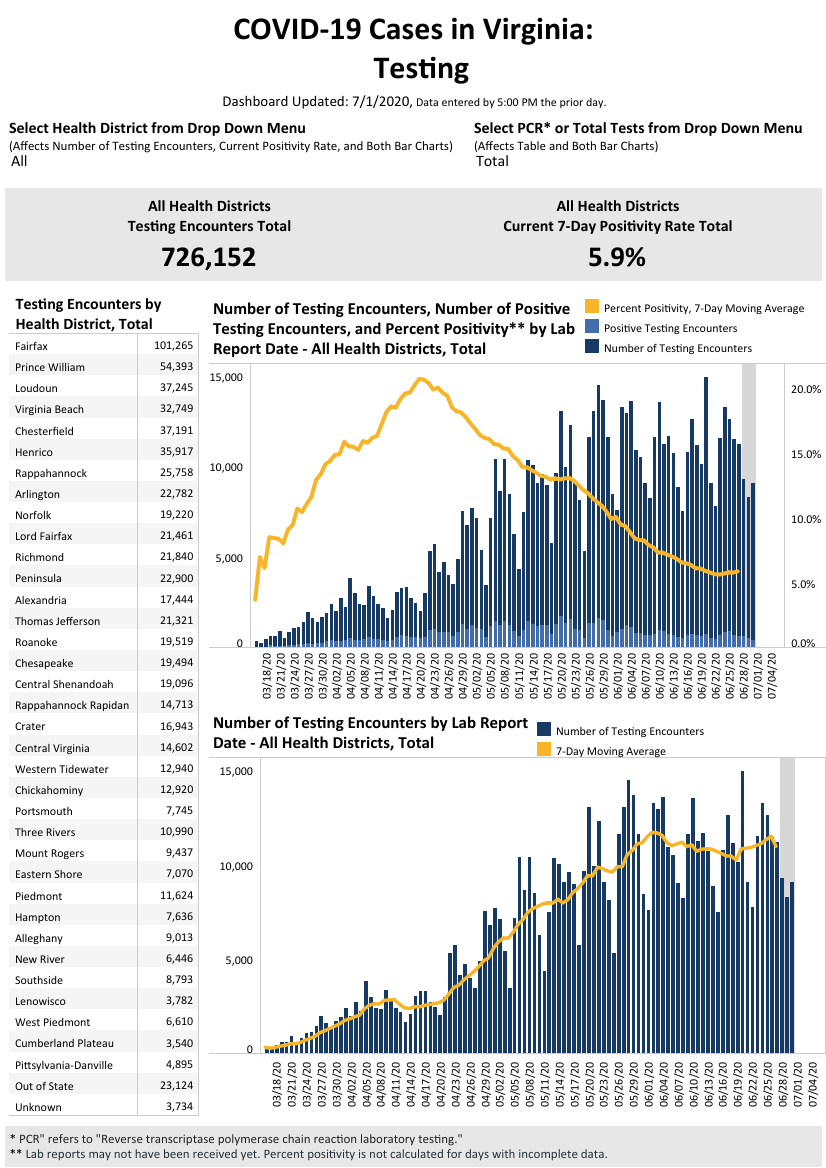 COVID-19 Cases in Virginia:
Testing
Dashboard Updated: 7/1/2020, Data entered by 5:00 PM the prior day.
Select Health District from Drop Down Menu
(Affects Number of Testing Encounters, Current Positivity Rate, and Both Bar Charts)
All
Select PCR* or Total Tests from Drop Down Menu
(Affects Table and Both Bar Charts)
Total
All Health Districts
Testing Encounters Total
726,152
All Health Districts
Current 7-Day Positivity Rate Total
5.9%
Testing Encounters by
Health District, Total
Fairfax 101,265
Prince William 54,393
Loudoun 37,245
Virginia Beach 32,749
Chesterfield 37,191
Henrico 35,917
Rappahannock 25,758
Arlington 22,782
Norfolk 19,220
Lord Fairfax 21,461
Richmond 21,840
Peninsula 22,900
Alexandria 17,444
Thomas Jefferson 21,321
Roanoke 19,519
Chesapeake 19,494
Central Shenandoah 19,096
Rappahannock Rapidan 14,713
Crater 16,943
Central Virginia 14,602
Western Tidewater 12,940
Chickahominy 12,920
Portsmouth 7,745
Three Rivers 10,990
Mount Rogers 9,437
Eastern Shore 7,070
Piedmont 11,624
Hampton 7,636
Alleghany 9,013
New River 6,446
Southside 8,793
Lenowisco 3,782
West Piedmont 6,610
Cumberland Plateau 3,540
Pittsylvania-Danville 4,895
Out of State 23,124
Unknown 3,734
Number of Testing Encounters, Number of Positive
Testing Encounters, and Percent Positivity** by Lab
Report Date - All Health Districts, Total
Percent Positivity, 7-Day Moving Average
Positive Testing Encounters
Number of Testing Encounters
15,000
10,000
5,000
0
20.0%
15.0%
10.0%
5.0%
0.0%
03/18/20 03/21/20 03/24/20 03/27/20 03/30/20 04/02/20 04/05/20 04/08/20 04/11/20 04/14/20 04/17/20 04/20/20 04/23/20 04/26/20 04/29/20 05/02/20 05/05/20 05/08/20 05/11/20 05/14/20 05/17/20 05/20/20 05/23/20 05/26/20 05/29/20 06/01/20 06/04/20 06/07/20 06/10/20 06/13/20 06/16/20 06/19/20 06/22/20 06/25/20 06/28/20 07/01/20 07/04/20
Number of Testing Encounters by Lab Report
Date - All Health Districts, Total
Number of Testing Encounters
7-Day Moving Average
15,000
10,000
5,000
0
03/18/20 03/21/20 03/24/20 03/27/20 03/30/20 04/02/20 04/05/20 04/08/20 04/11/20 04/14/20 04/17/20 04/20/20 04/23/20 04/26/20 04/29/20 05/02/20 05/05/20 05/08/20 05/11/20 05/14/20 05/17/20 05/20/20 05/23/20 05/26/20 05/29/20 06/01/20 06/04/20 06/07/20 06/10/20 06/13/20 06/16/20 06/19/20 06/22/20 06/25/20 06/28/20 07/01/20 07/04/20
* PCR" refers to "Reverse transcriptase polymerase chain reaction laboratory testing."
** Lab reports may not have been received yet. Percent positivity is not calculated for days with incomplete data.